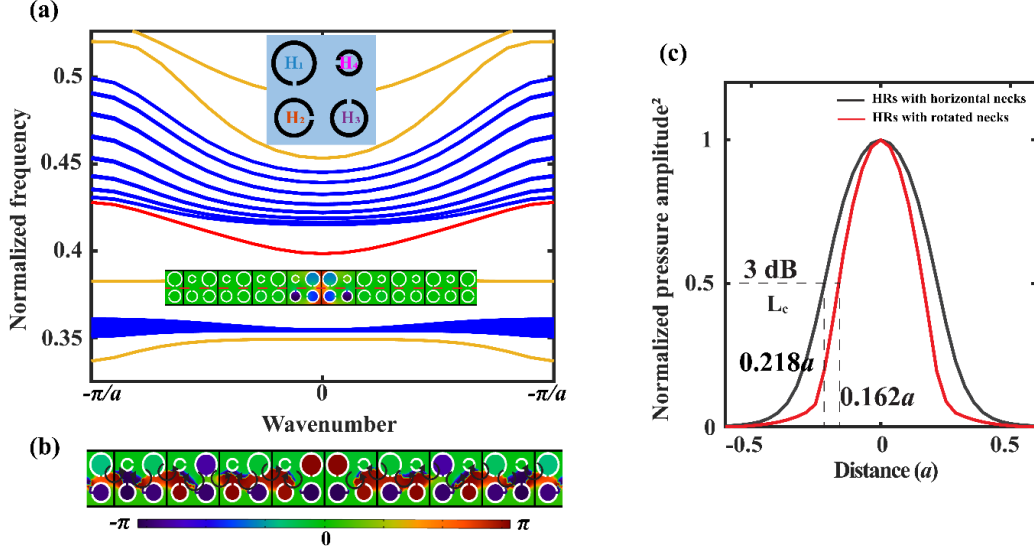 (a)
Normalized frequency
0.5
0.45
0.4
0.35
H₁
H₄
H₂
H₃
-π/a
0
-π/a
Wavenumber
(b)
-π
0
π
(c)
Normalized pressure amplitude²
HRs with horizontal necks
HRs with rotated necks
1
0.5
0
3 dB
L_c
0.218a
0.162a
-0.5
0
0.5
Distance (a)